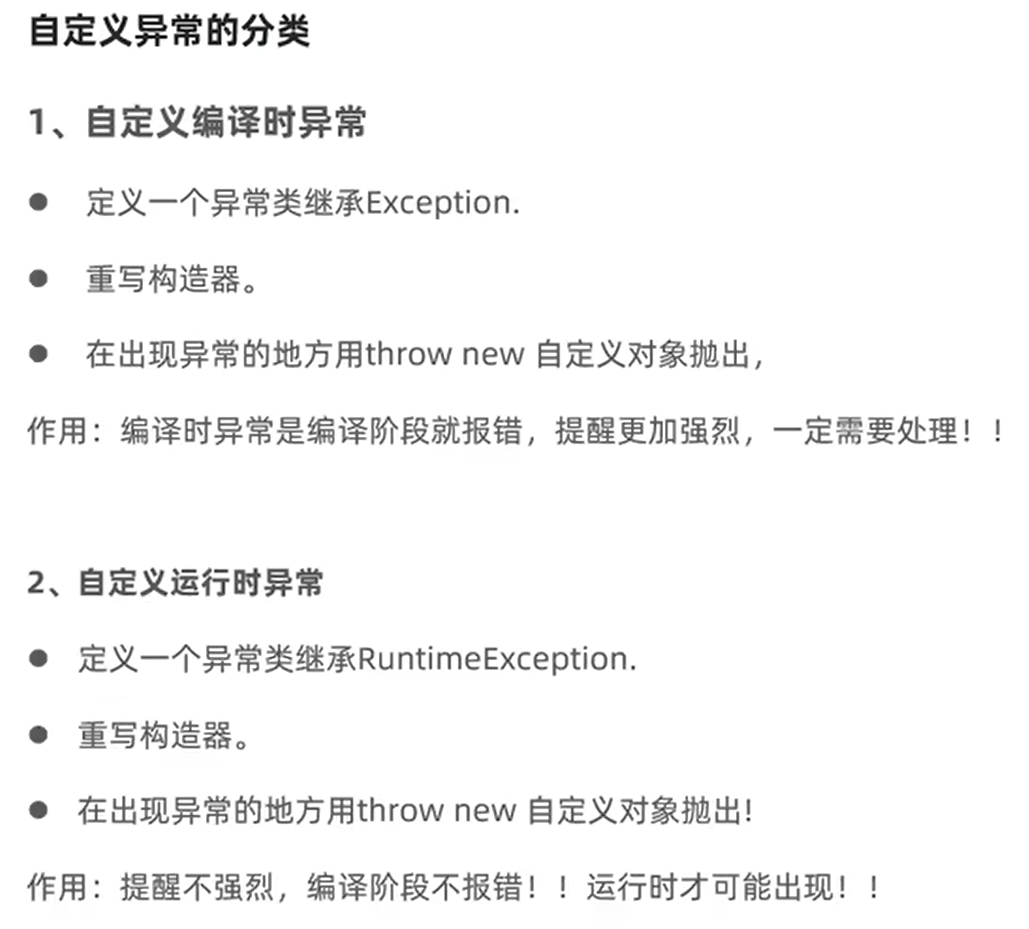 自定义异常的分类
1、自定义编译时异常
● 定义一个异常类继承Exception.
● 重写构造器。
● 在出现异常的地方用throw new 自定义对象抛出，
作用：编译时异常是编译阶段就报错，提醒更加强烈，一定需要处理！！
2、自定义运行时异常
● 定义一个异常类继承RuntimeException.
● 重写构造器。
● 在出现异常的地方用throw new 自定义对象抛出!
作用：提醒不强烈，编译阶段不报错！！运行时才可能出现！！